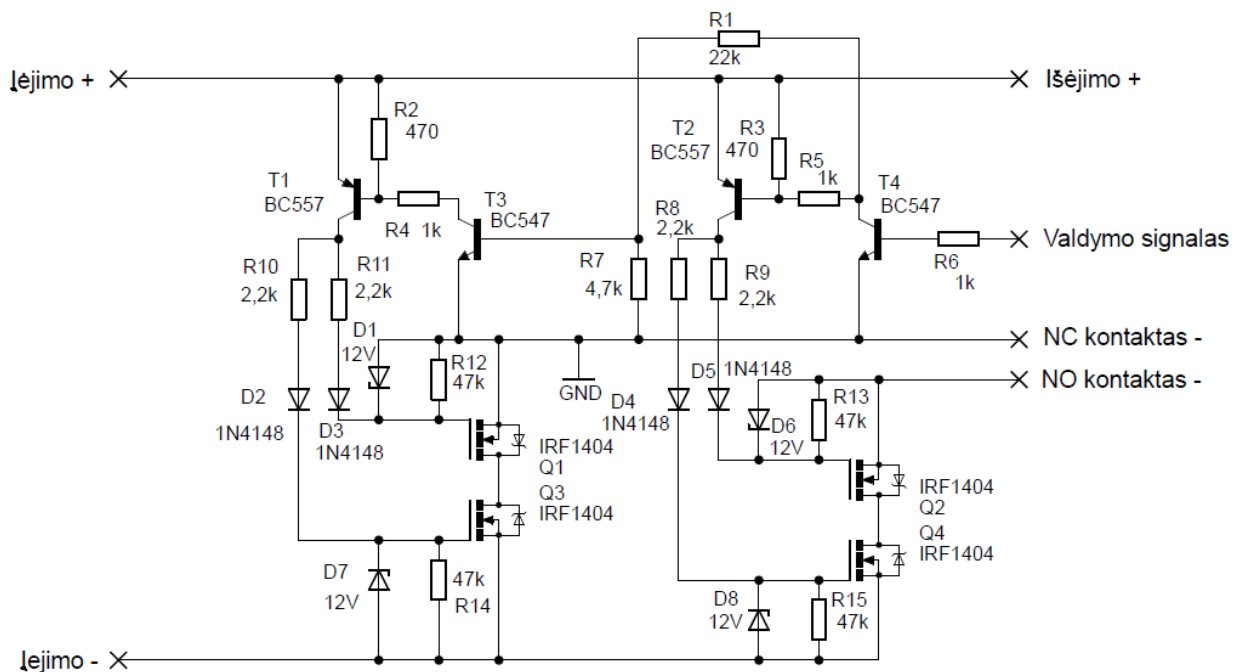 R1
22k
Įėjimo +
Išėjimo +
R2
470
T2
BC557
R3
470
R5
1k
T4
BC547
T1
BC557
T3
BC547
R4 1k
R8
2,2k
Valdymo signalas
R10
2,2k
R11
2,2k
R7
4,7k
R9
2,2k
R6
1k
D1
12V
R12
47k
NC kontaktas -
D5 1N4148
NO kontaktas -
GND
D2
1N4148
D3
1N4148
D4
1N4148
D6
12V
R13
47k
IRF1404
Q1
Q3
IRF1404
IRF1404
Q2
Q4
IRF1404
D7
12V
47k
R14
D8
12V
R15
47k
Įėjimo -